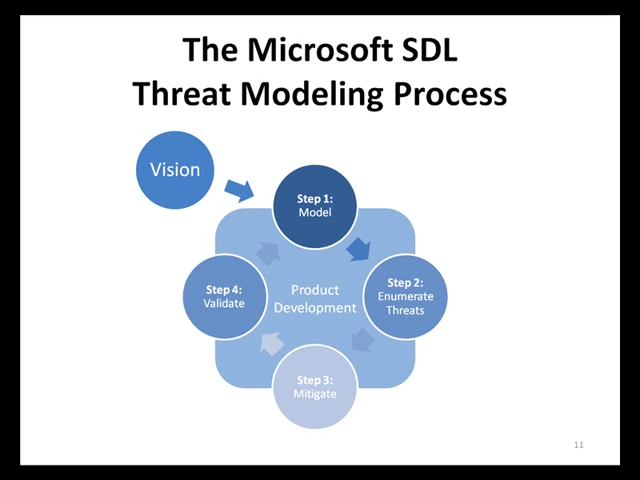 The Microsoft SDL
Threat Modeling Process
Vision
Step 1:
Model
Step 2:
Enumerate
Threats
Product
Development
Step 4:
Validate
Step 3:
Mitigate
11